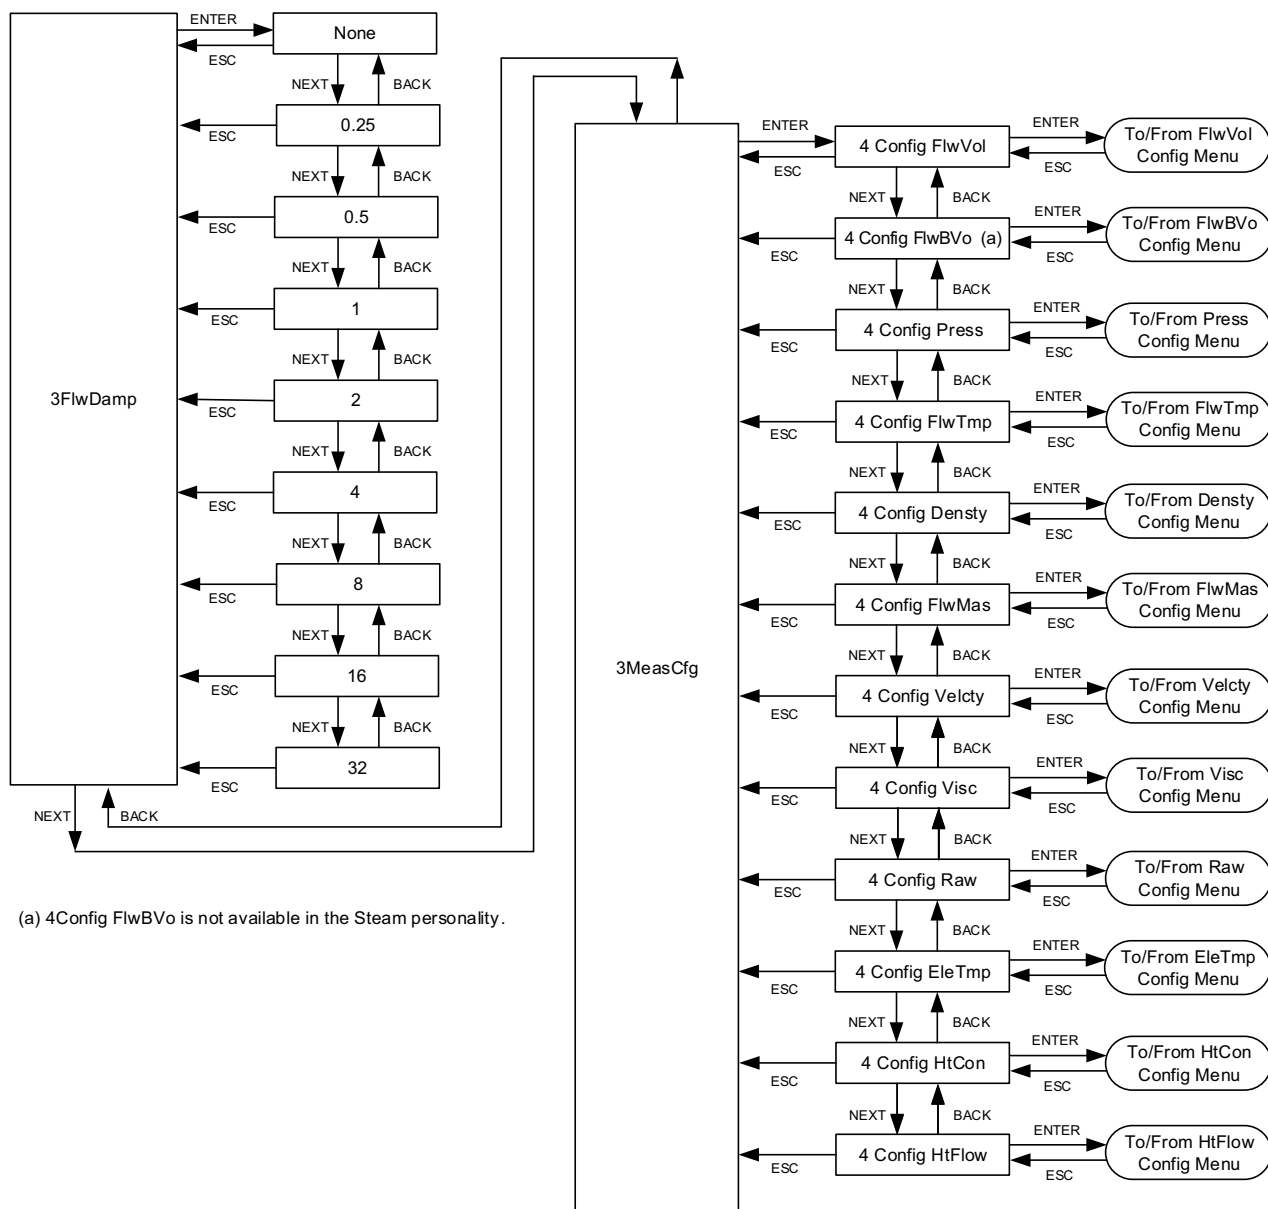 ENTER
None
ESC
NEXT
BACK
0.25
ESC
NEXT
BACK
0.5
ESC
NEXT
BACK
1
ESC
NEXT
BACK
3FlwDamp
2
ESC
NEXT
BACK
4
ESC
NEXT
BACK
8
ESC
NEXT
BACK
16
ESC
NEXT
BACK
32
ESC
NEXT
BACK
(a) 4Config FlwBVo is not available in the Steam personality.
3MeasCfg
ENTER
4 Config FlwVol
ESC
ENTER
To/From FlwVol
Config Menu
ESC
NEXT
BACK
4 Config FlwBVo (a)
ESC
ENTER
To/From FlwBVo
Config Menu
ESC
NEXT
BACK
4 Config Press
ESC
ENTER
To/From Press
Config Menu
ESC
NEXT
BACK
4 Config FlwTmp
ESC
ENTER
To/From FlwTmp
Config Menu
ESC
NEXT
BACK
4 Config Densty
ESC
ENTER
To/From Densty
Config Menu
ESC
NEXT
BACK
4 Config FlwMas
ESC
ENTER
To/From FlwMas
Config Menu
ESC
NEXT
BACK
4 Config Velcty
ESC
ENTER
To/From Velcty
Config Menu
ESC
NEXT
BACK
4 Config Visc
ESC
ENTER
To/From Visc
Config Menu
ESC
NEXT
BACK
4 Config Raw
ESC
ENTER
To/From Raw
Config Menu
ESC
NEXT
BACK
4 Config EleTmp
ESC
ENTER
To/From EleTmp
Config Menu
ESC
NEXT
BACK
4 Config HtCon
ESC
ENTER
To/From HtCon
Config Menu
ESC
NEXT
BACK
4 Config HtFlow
ESC
ENTER
To/From HtFlow
Config Menu
ESC